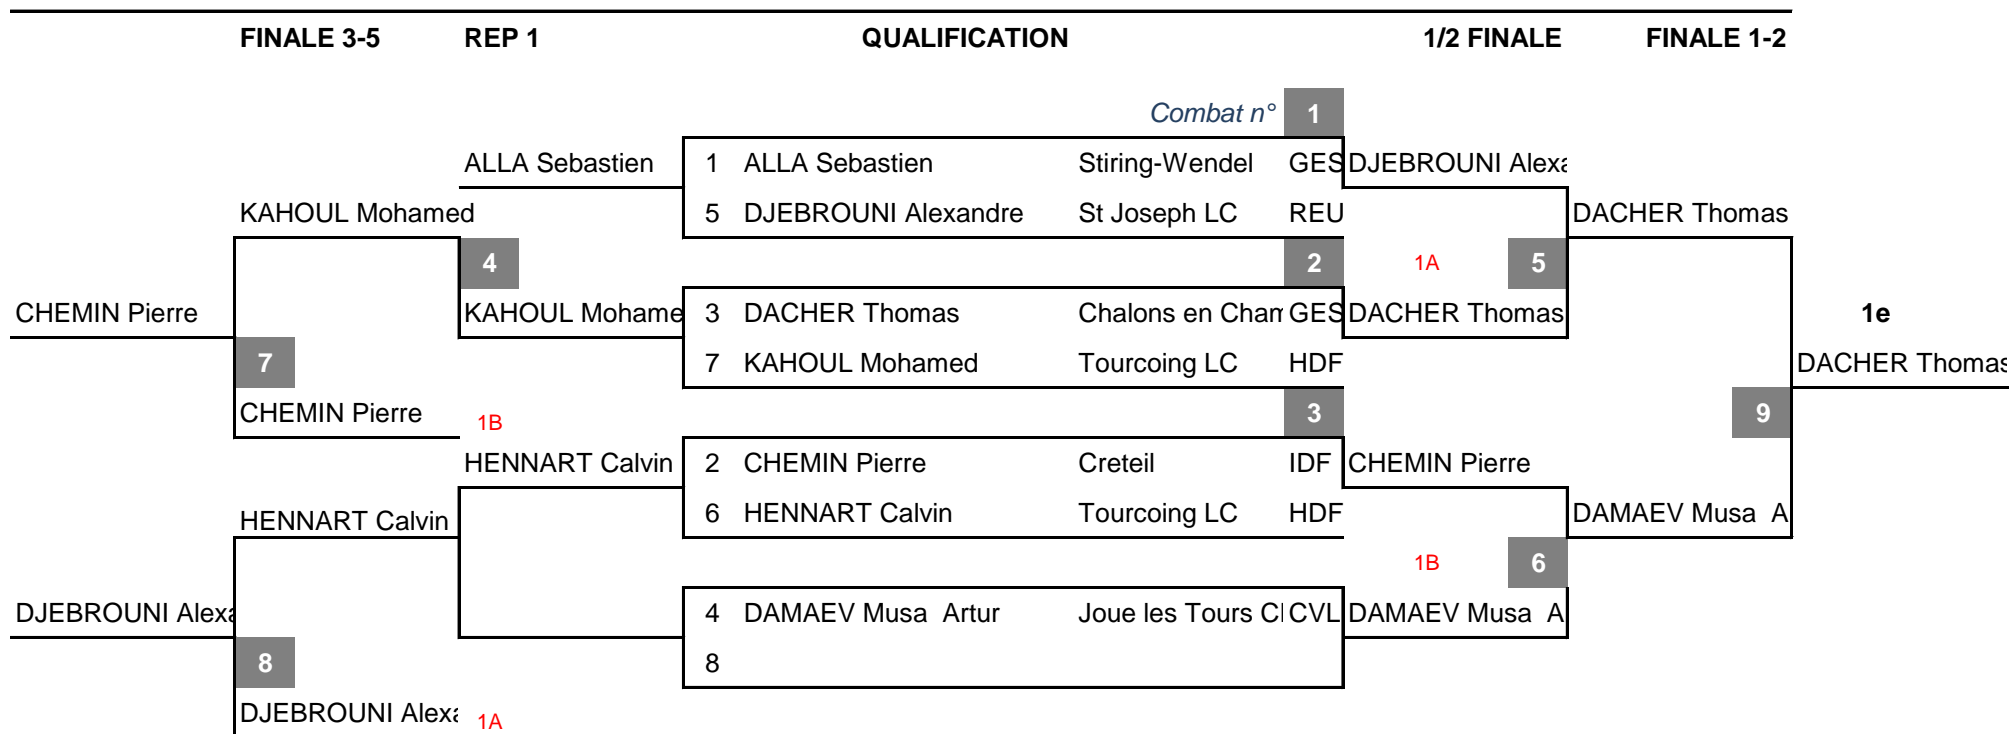 FINALE 3-5 REP 1 QUALIFICATION 1/2 FINALE FINALE 1-2
Combat n° 1
ALLA Sebastien 1 ALLA Sebastien Stiring-Wendel GES DJEBROUNI Alexa
KAHOUL Mohamed 5 DJEBROUNI Alexandre St Joseph LC REU DACHER Thomas
4 2 1A 5
CHEMIN Pierre KAHOUL Mohame 3 DACHER Thomas Chalons en Cham GES DACHER Thomas 1e
7 7 KAHOUL Mohamed Tourcoing LC HDF DACHER Thomas
CHEMIN Pierre 1B 3 9
HENNART Calvin 2 CHEMIN Pierre Creteil IDF CHEMIN Pierre
HENNART Calvin 6 HENNART Calvin Tourcoing LC HDF DAMAEV Musa A
1B 6
DJEBROUNI Alexa 4 DAMAEV Musa Artur Joue les Tours Cl CVL DAMAEV Musa A
8 8
DJEBROUNI Alexa 1A